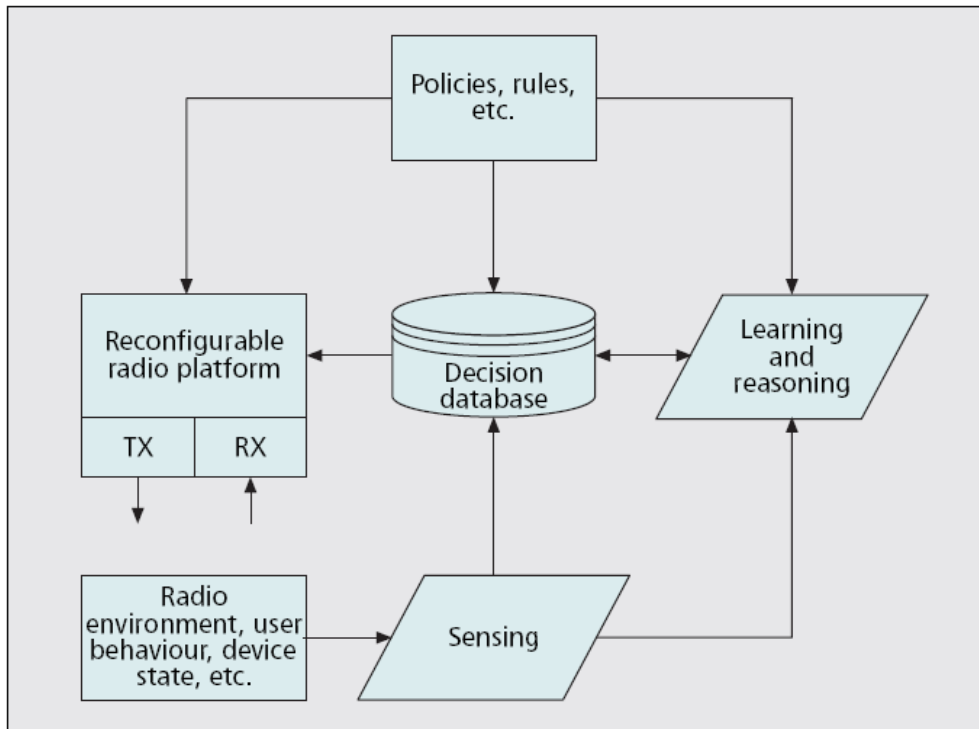 Policies, rules,
etc.
Reconfigurable
radio platform
TX
RX
Decision
database
Learning
and
reasoning
Radio
environment, user
behaviour, device
state, etc.
Sensing